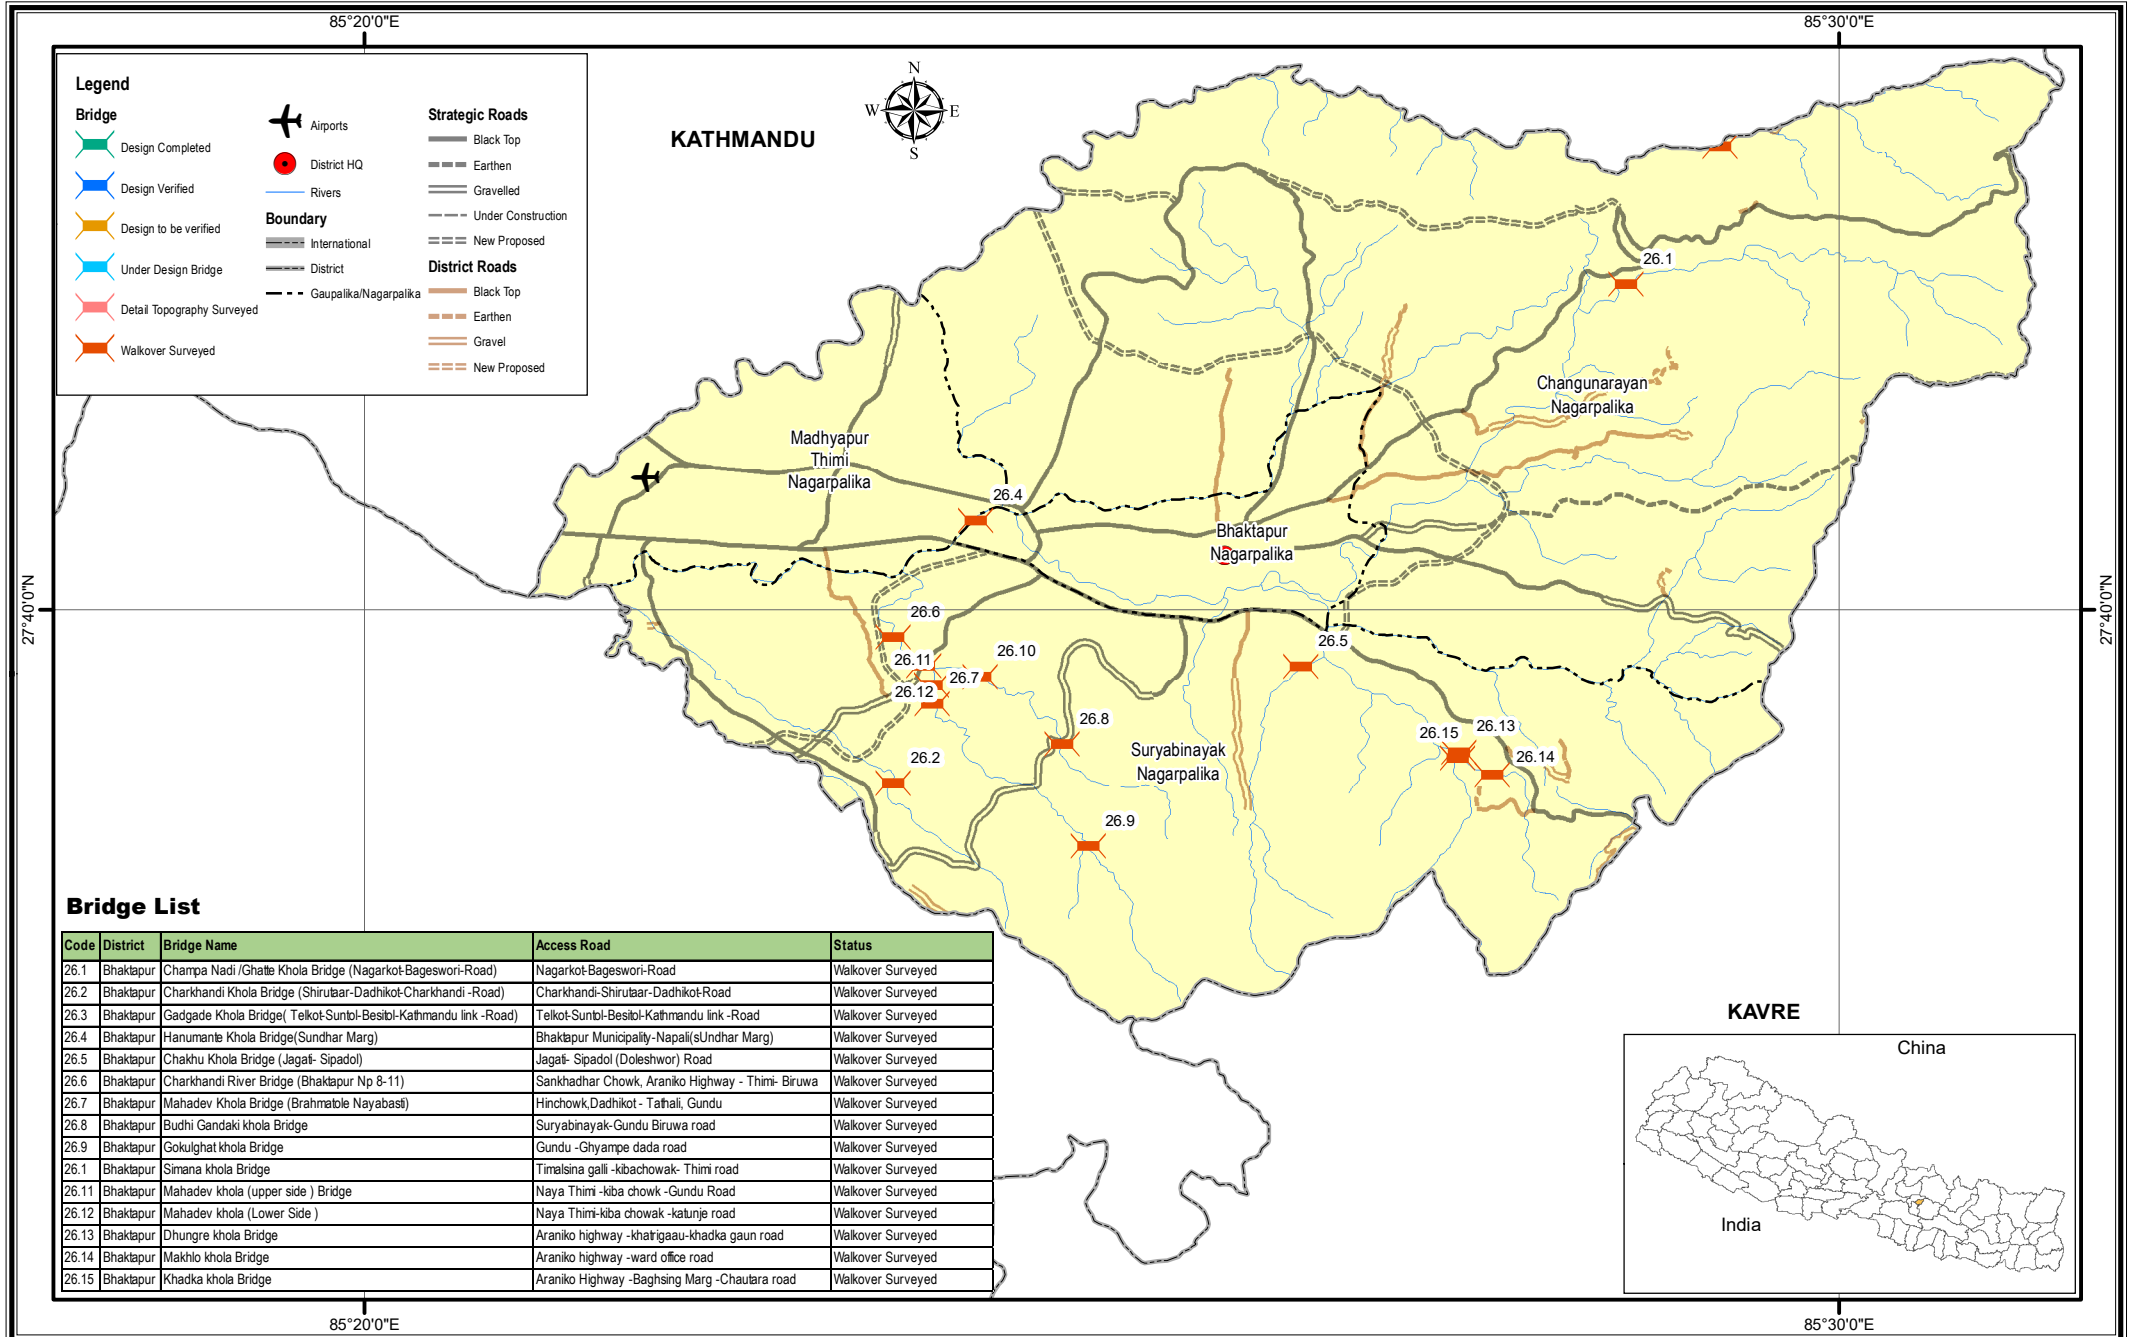 85°20'0"E
85°30'0"E
Legend
Bridge
Design Completed
Design Verified
Design to be verified
Under Design Bridge
Detail Topography Surveyed
Walkover Surveyed
Airports
District HQ
Rivers
Boundary
International
District
Gaupalika/Nagarpalika
Strategic Roads
Black Top
Earthen
Gravelled
Under Construction
New Proposed
District Roads
Black Top
Earthen
Gravel
New Proposed
KATHMANDU
N
W
E
S
26.1
Changunarayan
Nagarpalika
Madhyapur
Thimi
Nagarpalika
26.4
Bhaktapur
Nagarpalika
27°40'0"N
27°40'0"N
26.6
26.5
26.11
26.10
26.7
26.12
26.8
26.13
26.15
26.14
Suryabinayak
Nagarpalika
26.2
26.9
Bridge List
Code District Bridge Name Access Road Status
26.1 Bhaktapur Champa Nadi /Ghatte Khola Bridge (Nagarkot-Bageswori-Road) Nagarkot-Bageswori-Road Walkover Surveyed
26.2 Bhaktapur Charkhandi Khola Bridge (Shirutaar-Dadhikot-Charkhandi -Road) Charkhandi-Shirutaar-Dadhikot-Road Walkover Surveyed
26.3 Bhaktapur Gadgade Khola Bridge( Telkot-Suntol-Besitol-Kathmandu link -Road) Telkot-Suntol-Besitol-Kathmandu link -Road Walkover Surveyed
26.4 Bhaktapur Hanumante Khola Bridge(Sundhar Marg) Bhaktapur Municipality-Napali(sUndhar Marg) Walkover Surveyed
26.5 Bhaktapur Chakhu Khola Bridge (Jagati- Sipadol) Jagati- Sipadol (Doleshwor) Road Walkover Surveyed
26.6 Bhaktapur Charkhandi River Bridge (Bhaktapur Np 8-11) Sankhadhar Chowk, Araniko Highway - Thimi- Biruwa Walkover Surveyed
26.7 Bhaktapur Mahadev Khola Bridge (Brahmatole Nayabasti) Hinchowk,Dadhikot - Tathali, Gundu Walkover Surveyed
26.8 Bhaktapur Budhi Gandaki khola Bridge Suryabinayak-Gundu Biruwa road Walkover Surveyed
26.9 Bhaktapur Gokulghat khola Bridge Gundu -Ghyampe dada road Walkover Surveyed
26.1 Bhaktapur Simana khola Bridge Timalsina galli -kibachowak- Thimi road Walkover Surveyed
26.11 Bhaktapur Mahadev khola (upper side ) Bridge Naya Thimi -kiba chowk -Gundu Road Walkover Surveyed
26.12 Bhaktapur Mahadev khola (Lower Side ) Naya Thimi-kiba chowak -katunje road Walkover Surveyed
26.13 Bhaktapur Dhungre khola Bridge Araniko highway -khatrigaau-khadka gaun road Walkover Surveyed
26.14 Bhaktapur Makhlo khola Bridge Araniko highway -ward office road Walkover Surveyed
26.15 Bhaktapur Khadka khola Bridge Araniko Highway -Baghsing Marg -Chautara road Walkover Surveyed
KAVRE
China
India
85°20'0"E
85°30'0"E